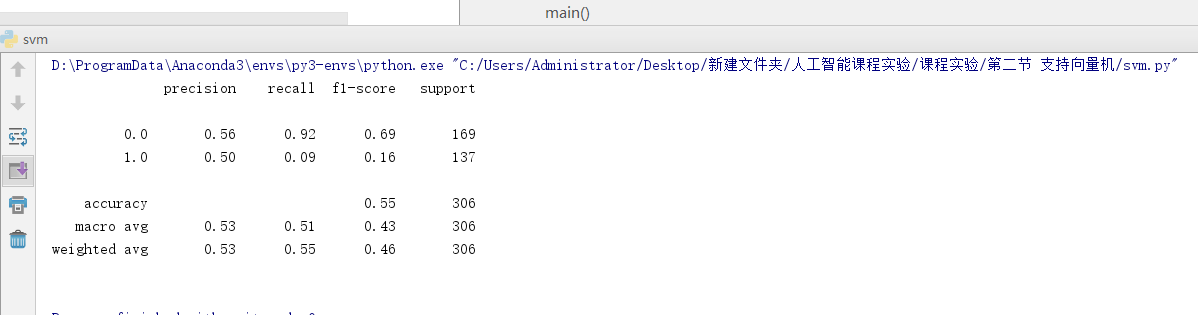 main()
svm
D:\ProgramData\Anaconda3\envs\py3-envs\python.exe "C:/Users/Administrator/Desktop/新建文件夹/人工智能课程实验/课程实验/第二节 支持向量机/svm.py"
precision recall f1-score support
0.0 0.56 0.92 0.69 169
1.0 0.50 0.09 0.16 137
accuracy 0.55 306
macro avg 0.53 0.51 0.43 306
weighted avg 0.53 0.55 0.46 306